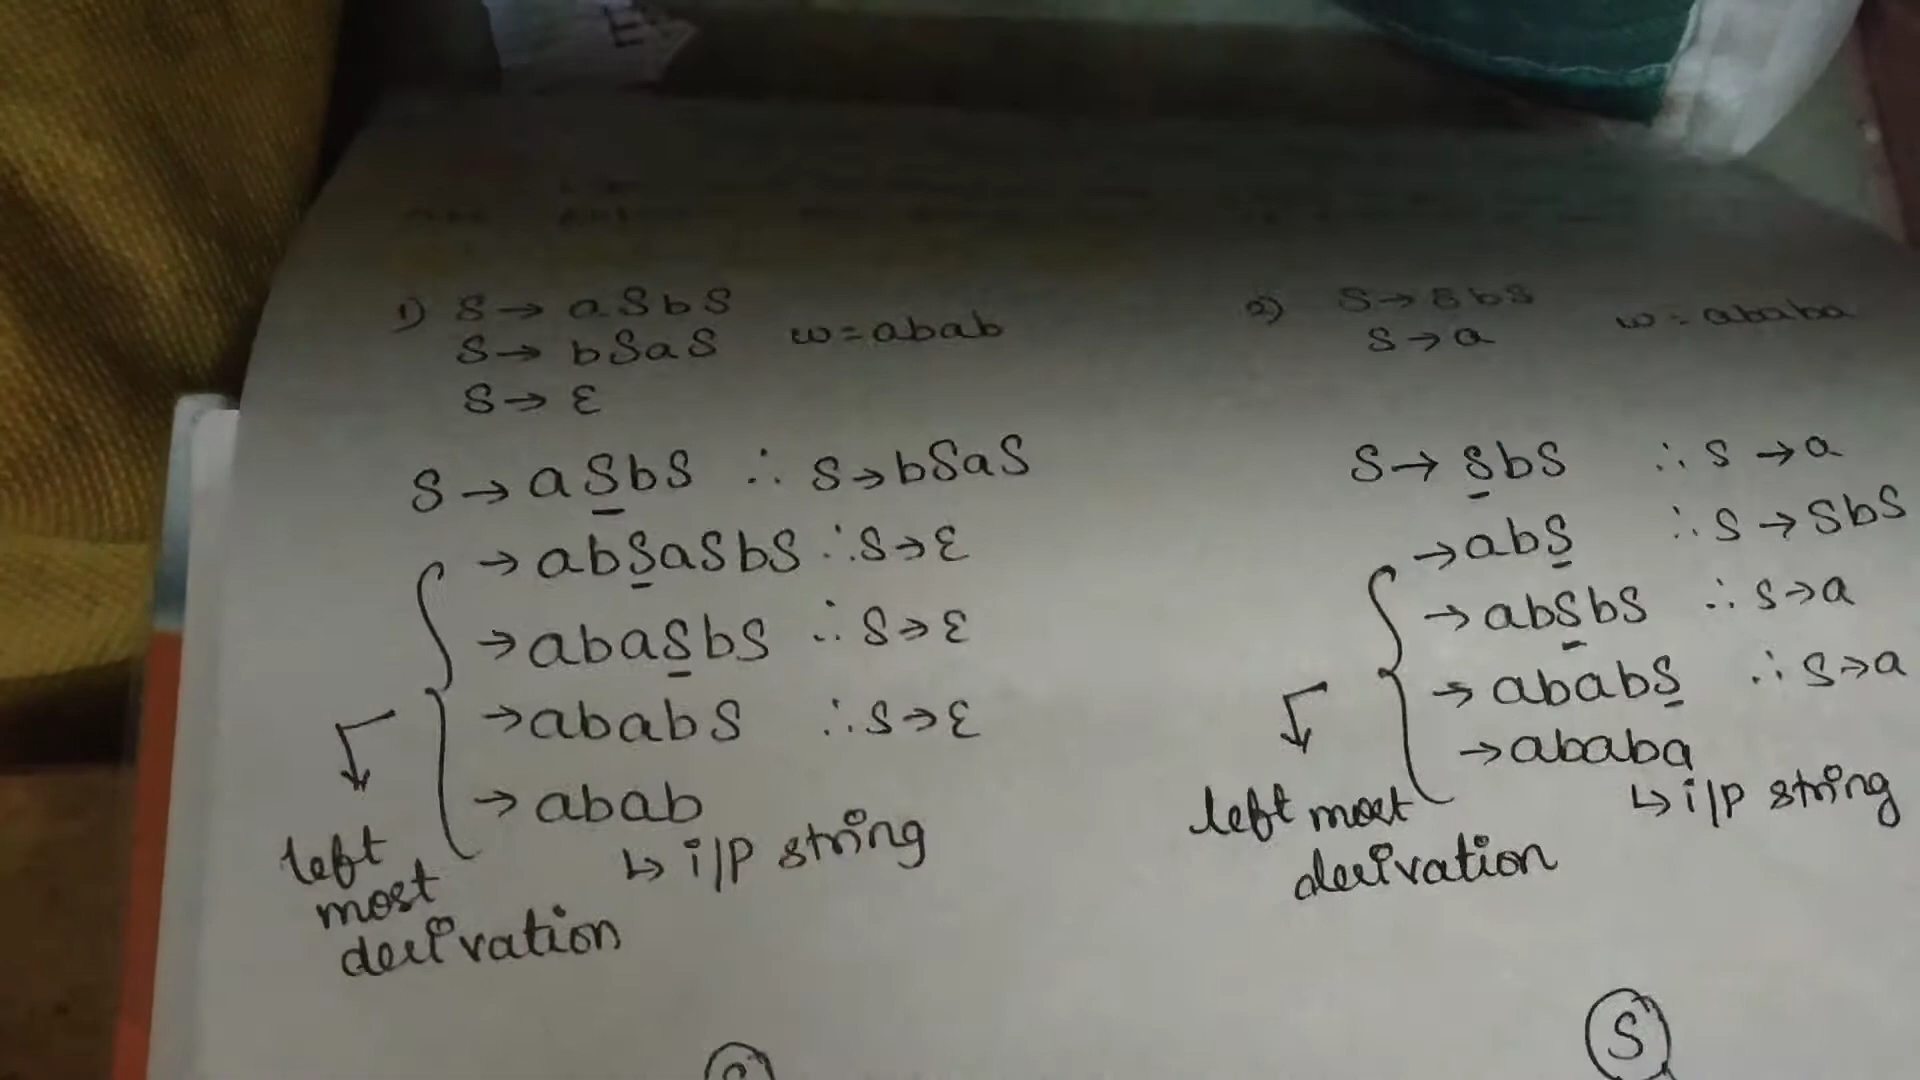 1) S → aSbS
S → bSaS w = abab
S → ε
S → aSbS ∴ S → bSaS
→ abSaSbS ∴ S → ε
→ abaSbS ∴ S → ε
→ ababS ∴ S → ε
→ abab
↳ i/p string
left
most
derivation
2) S → SbS
S → a w = ababa
S → SbS ∴ S → a
→ abS ∴ S → SbS
→ abSbS ∴ S → a
→ ababS ∴ S → a
→ ababa
↳ i/p string
left most
derivation
S